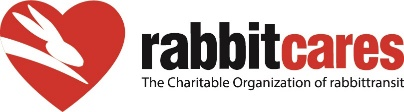 rabbitcares
The Charitable Organization of rabbittransit